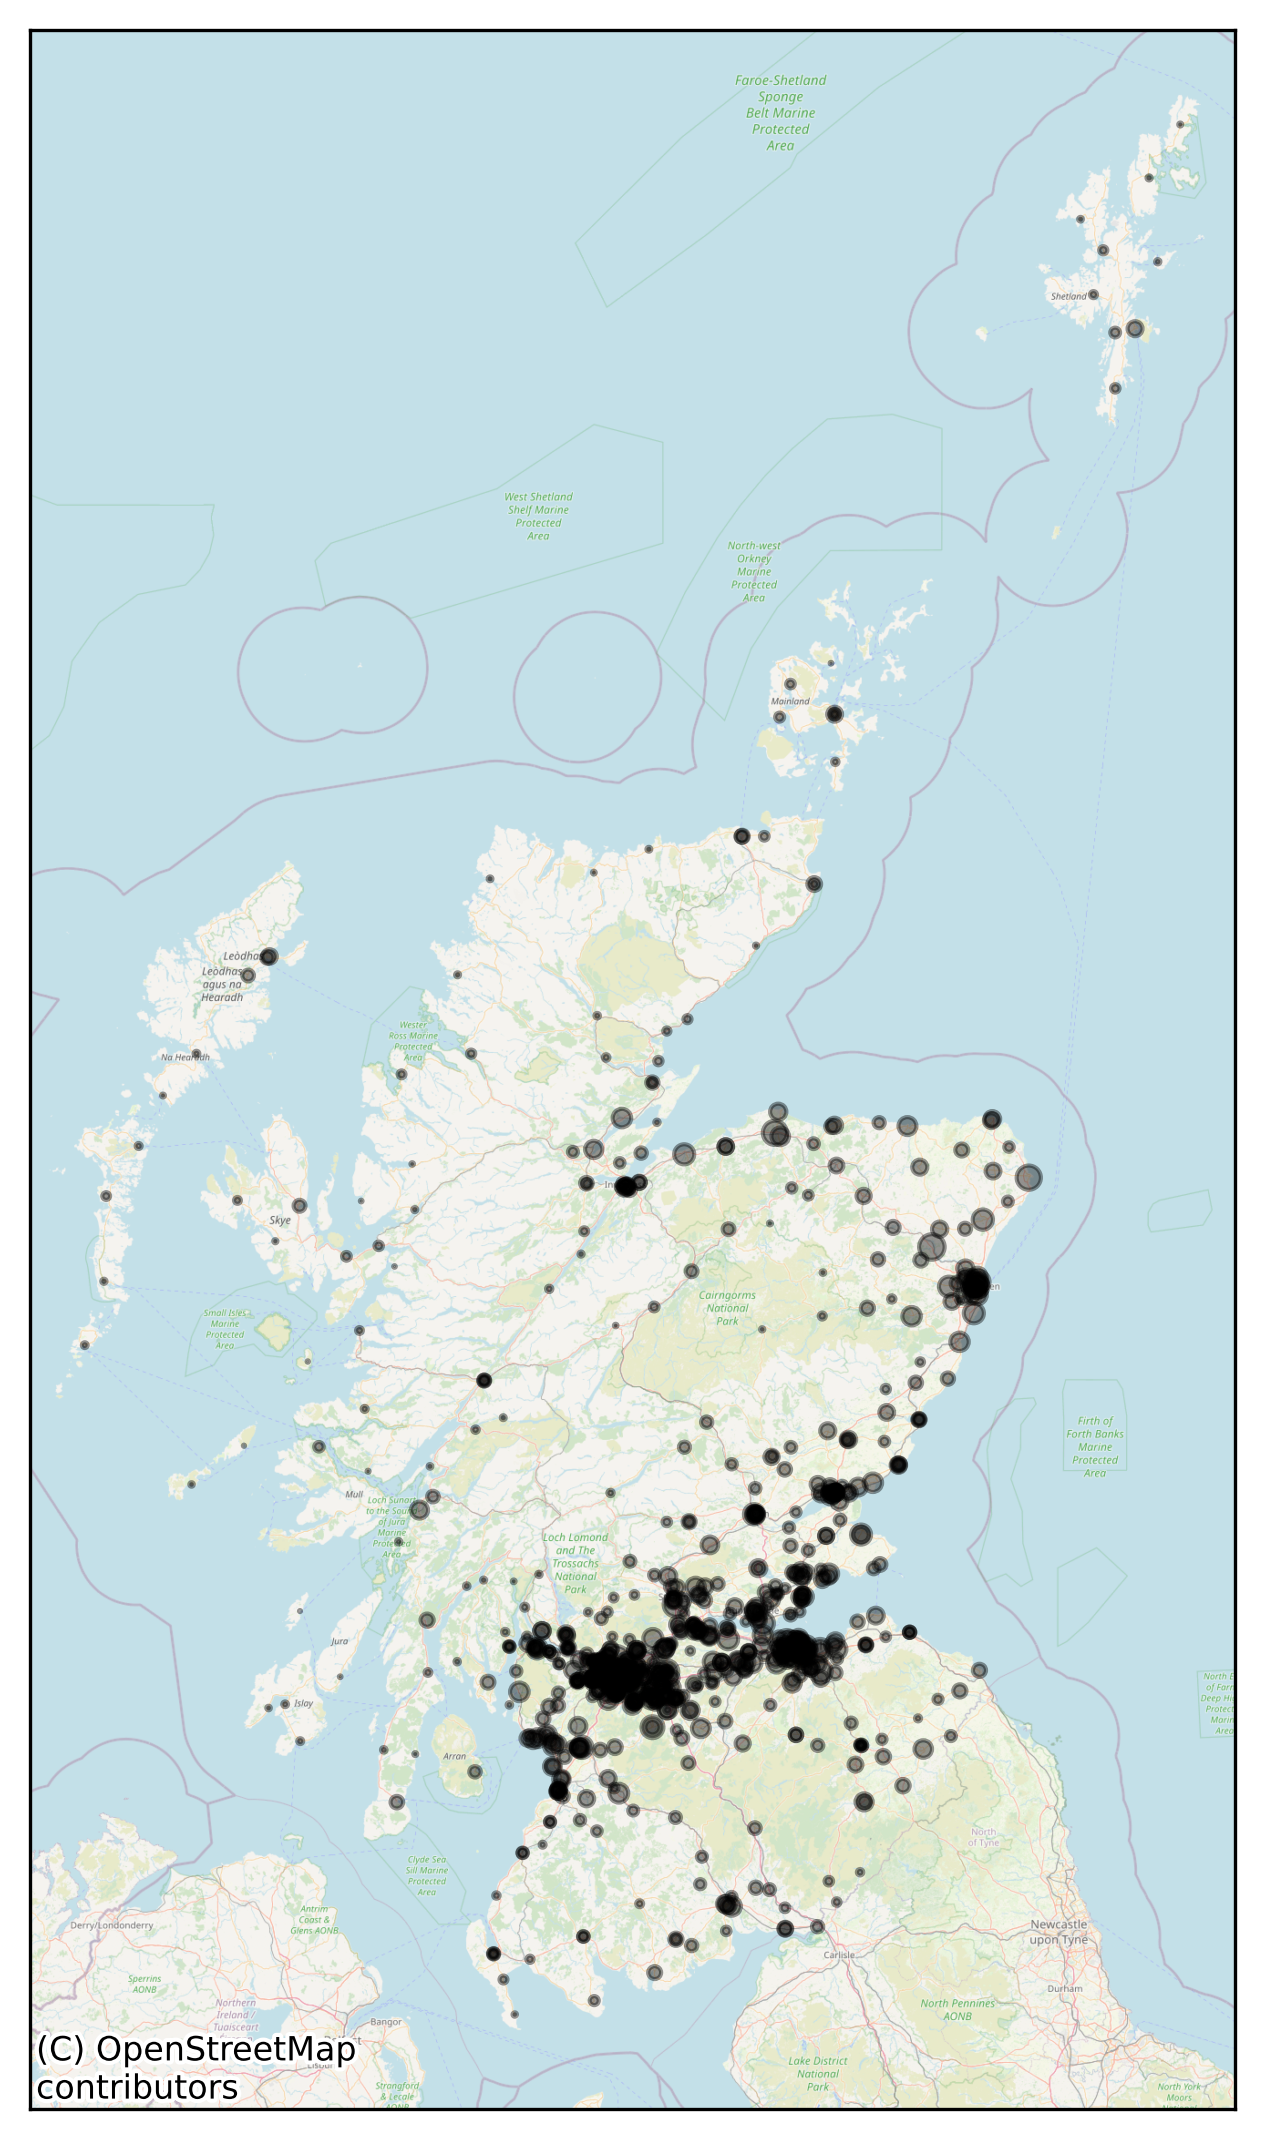 Faroe-Shetland
Sponge
Belt Marine
Protected
Area
Shetland
West Shetland
Shelf Marine
Protected
Area
North-west
Orkney
Marine
Protected
Area
Mainland
Leòdhas
Leòdhas
agus na
Hearadh
Wester
Ross Marine
Protected
Area
Na Hearadh
Skye
Cairngorms
National
Park
Small Isles
Marine
Protected
Area
Firth of
Forth Banks
Marine
Protected
Area
Mull
Loch Sunart
to the Sound
of Jura
Marine
Protected
Area
Loch Lomond
and The
Trossachs
National
Park
Jura
Islay
Arran
North
of Tyne
Clyde Sea
Sill Marine
Protected
Area
Derry/Londonderry
Antrim
Coast &
Glens AONB
Newcastle
upon Tyne
Carlisle
Sperrins
AONB
Durham
Northern
Ireland /
Tuaisceart
North Pennines
AONB
Bangor
Lake District
National
Park
Strangford
& Lecale
AONB
North York
Moors
(C) OpenStreetMap
contributors